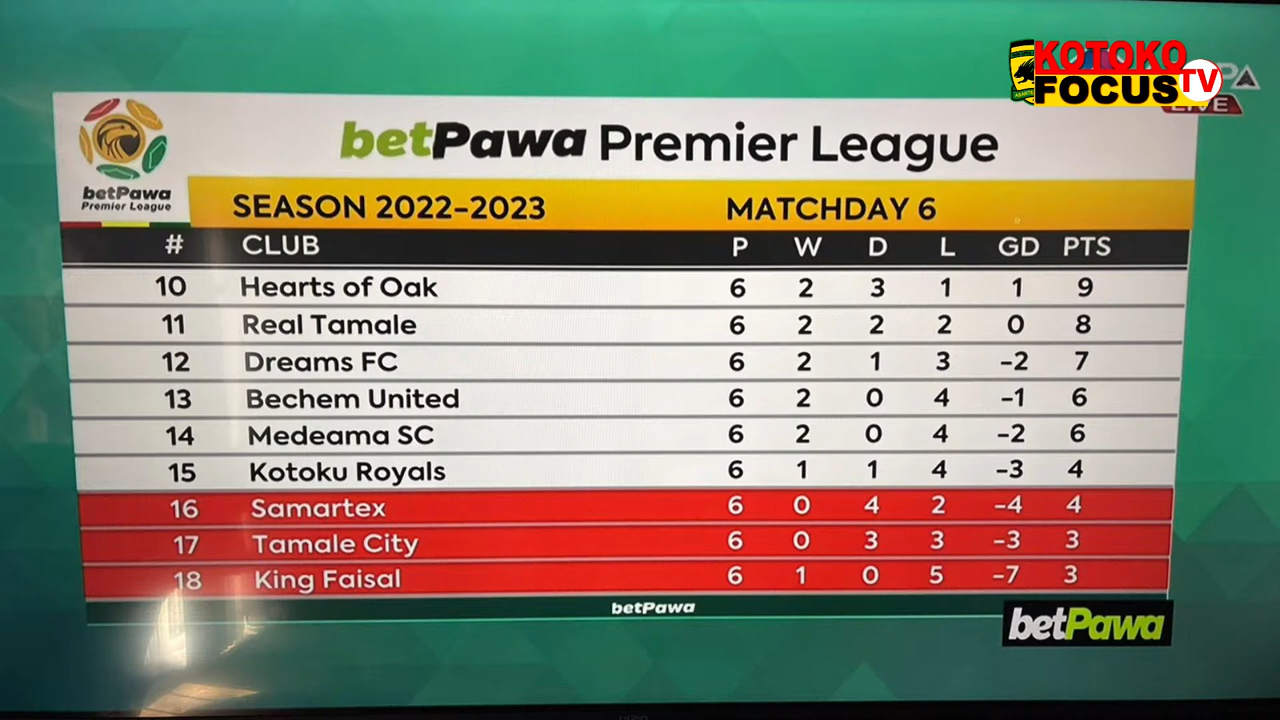 KOTOKO
FOCUS TV
LIVE
betPawa Premier League
betPawa
Premier League
SEASON 2022-2023 MATCHDAY 6
# CLUB P W D L GD PTS
10 Hearts of Oak 6 2 3 1 1 9
11 Real Tamale 6 2 2 2 0 8
12 Dreams FC 6 2 1 3 -2 7
13 Bechem United 6 2 0 4 -1 6
14 Medeama SC 6 2 0 4 -2 6
15 Kotoku Royals 6 1 1 4 -3 4
16 Samartex 6 0 4 2 -4 4
17 Tamale City 6 0 3 3 -3 3
18 King Faisal 6 1 0 5 -7 3
betPawa
betPawa